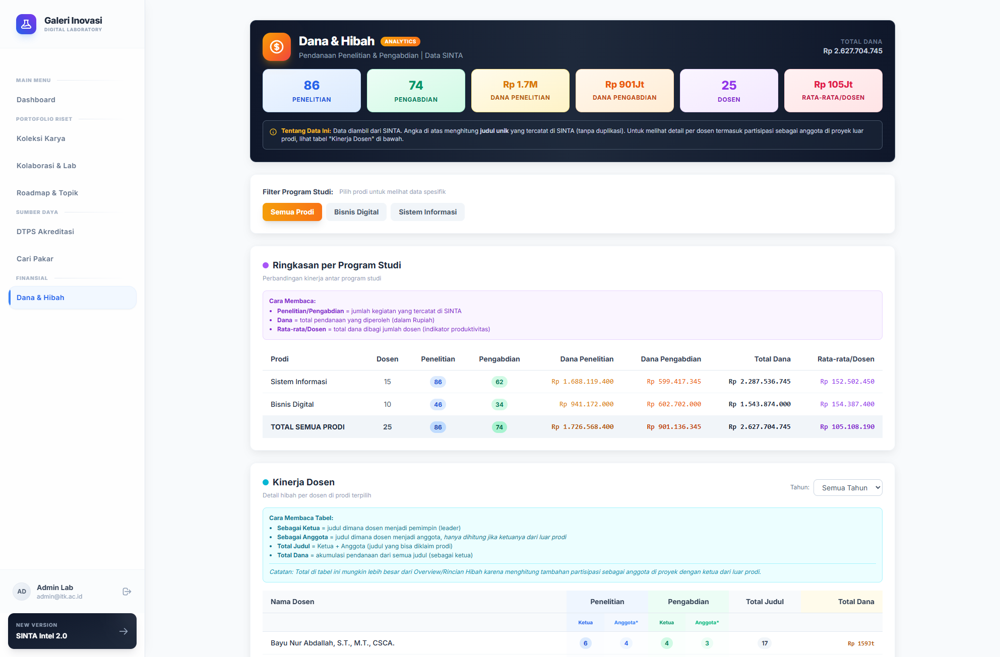 Galeri Inovasi
DIGITAL LABORATORY
MAIN MENU
Dashboard
PORTOFOLIO RISET
Koleksi Karya
Kolaborasi & Lab
Roadmap & Topik
SUMBER DAYA
DTPS Akreditasi
Cari Pakar
FINANSIAL
Dana & Hibah
AD
Admin Lab
admin@itk.ac.id
NEW VERSION
SINTA Intel 2.0
Dana & Hibah ANALYTICS
Pendanaan Penelitian & Pengabdian | Data SINTA
TOTAL DANA
Rp 2.627.704.745
86
PENELITIAN
74
PENGABDIAN
Rp 1.7M
DANA PENELITIAN
Rp 901Jt
DANA PENGABDIAN
25
DOSEN
Rp 105Jt
RATA-RATA/DOSEN
Tentang Data Ini: Data diambil dari SINTA. Angka di atas menghitung judul unik yang tercatat di SINTA (tanpa duplikasi). Untuk melihat detail per dosen termasuk partisipasi sebagai anggota di proyek luar
prodi, lihat tabel "Kinerja Dosen" di bawah.
Filter Program Studi: Pilih prodi untuk melihat data spesifik
Semua Prodi Bisnis Digital Sistem Informasi
Ringkasan per Program Studi
Perbandingan kinerja antar program studi
Cara Membaca:
• Penelitian/Pengabdian = jumlah kegiatan yang tercatat di SINTA
• Dana = total pendanaan yang diperoleh (dalam Rupiah)
• Rata-rata/Dosen = total dana dibagi jumlah dosen (indikator produktivitas)
Prodi Dosen Penelitian Pengabdian Dana Penelitian Dana Pengabdian Total Dana Rata-rata/Dosen
Sistem Informasi 15 86 62 Rp 1.688.119.400 Rp 599.417.345 Rp 2.287.536.745 Rp 152.502.450
Bisnis Digital 10 46 34 Rp 941.172.000 Rp 602.702.000 Rp 1.543.874.000 Rp 154.387.400
TOTAL SEMUA PRODI 25 86 74 Rp 1.726.568.400 Rp 901.136.345 Rp 2.627.704.745 Rp 105.108.190
Kinerja Dosen
Detail hibah per dosen di prodi terpilih
Tahun: Semua Tahun
Cara Membaca Tabel:
• Sebagai Ketua = judul dimana dosen menjadi pemimpin (leader)
• Sebagai Anggota = judul dimana dosen menjadi anggota, hanya dihitung jika ketuanya dari luar prodi
• Total Judul = Ketua + Anggota (judul yang bisa diklaim prodi)
• Total Dana = akumulasi pendanaan dari semua judul (sebagai ketua)
Catatan: Total di tabel ini mungkin lebih besar dari Overview/Rincian Hibah karena menghitung tambahan partisipasi sebagai anggota di proyek dengan ketua dari luar prodi.
Nama Dosen Penelitian Pengabdian Total Judul Total Dana
Ketua Anggota* Ketua Anggota*
Bayu Nur Abdallah, S.T., M.T., CSCA. 6 4 4 3 17 Rp 159Jt